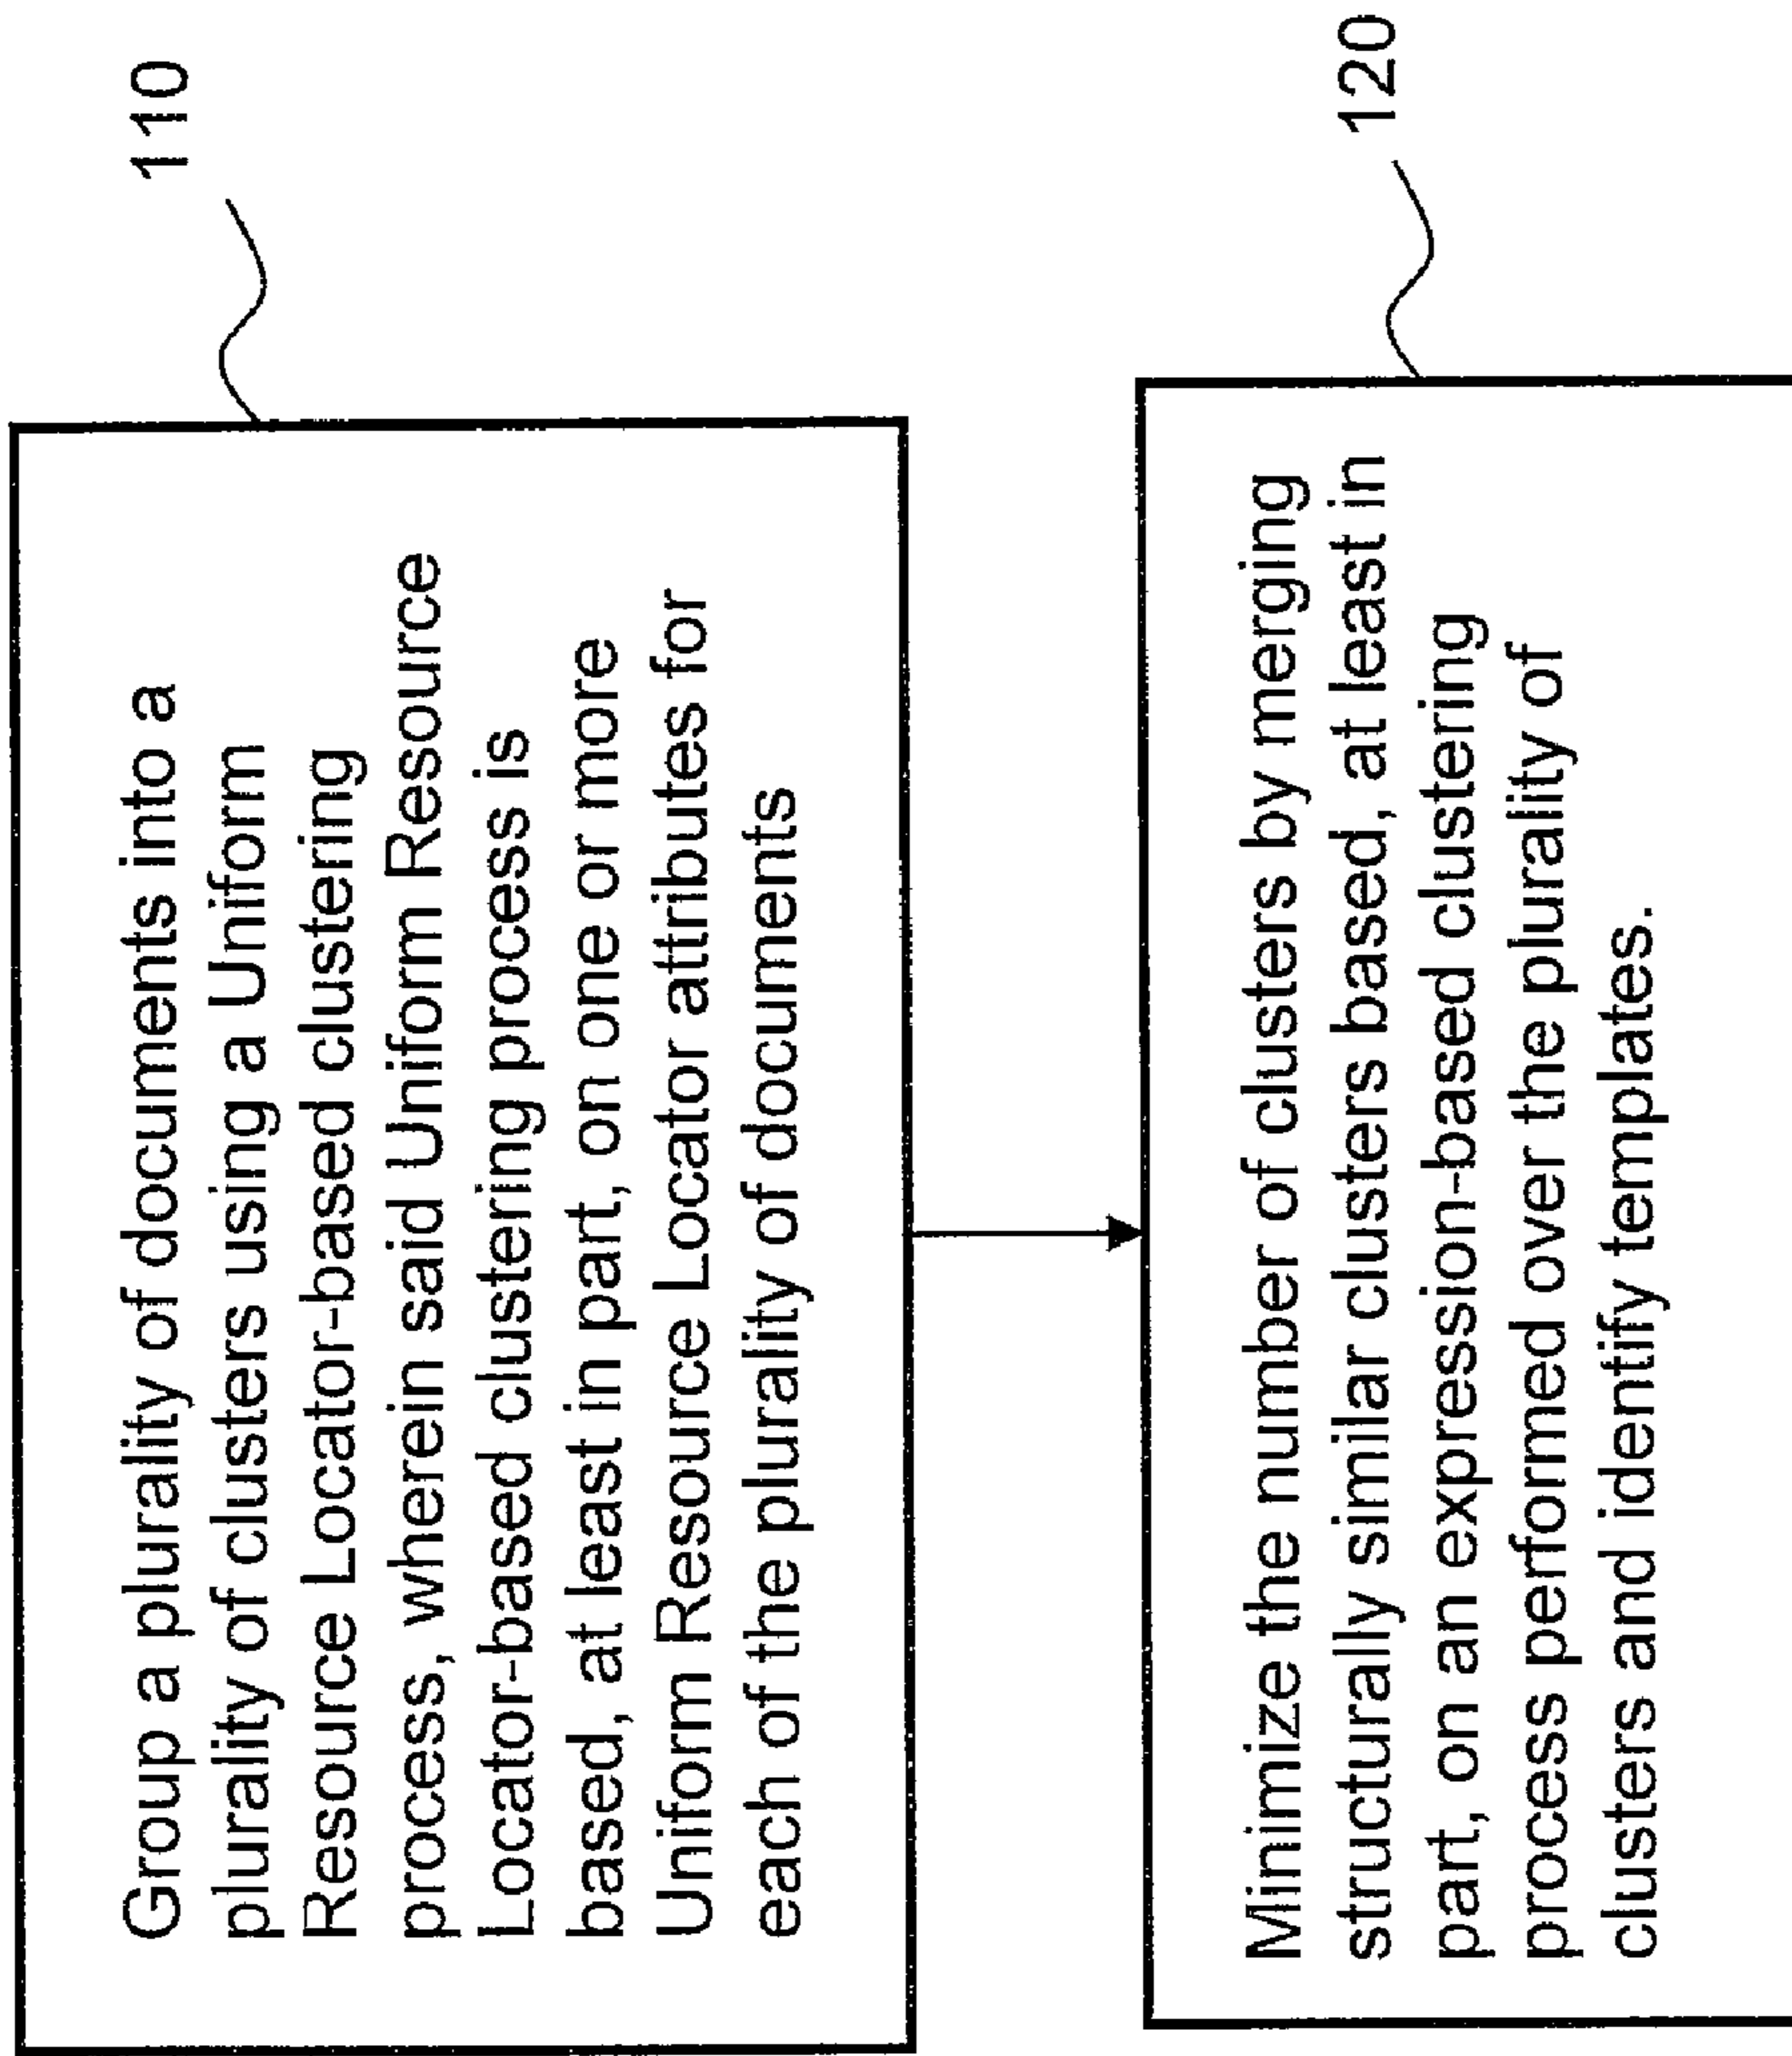 Group a plurality of documents into a
plurality of clusters using a Uniform
Resource Locator-based clustering
process, wherein said Uniform Resource
Locator-based clustering process is
based, at least in part, on one or more
Uniform Resource Locator attributes for
each of the plurality of documents
110
Minimize the number of clusters by merging
structurally similar clusters based, at least in
part, on an expression-based clustering
process performed over the plurality of
clusters and identify templates.
120